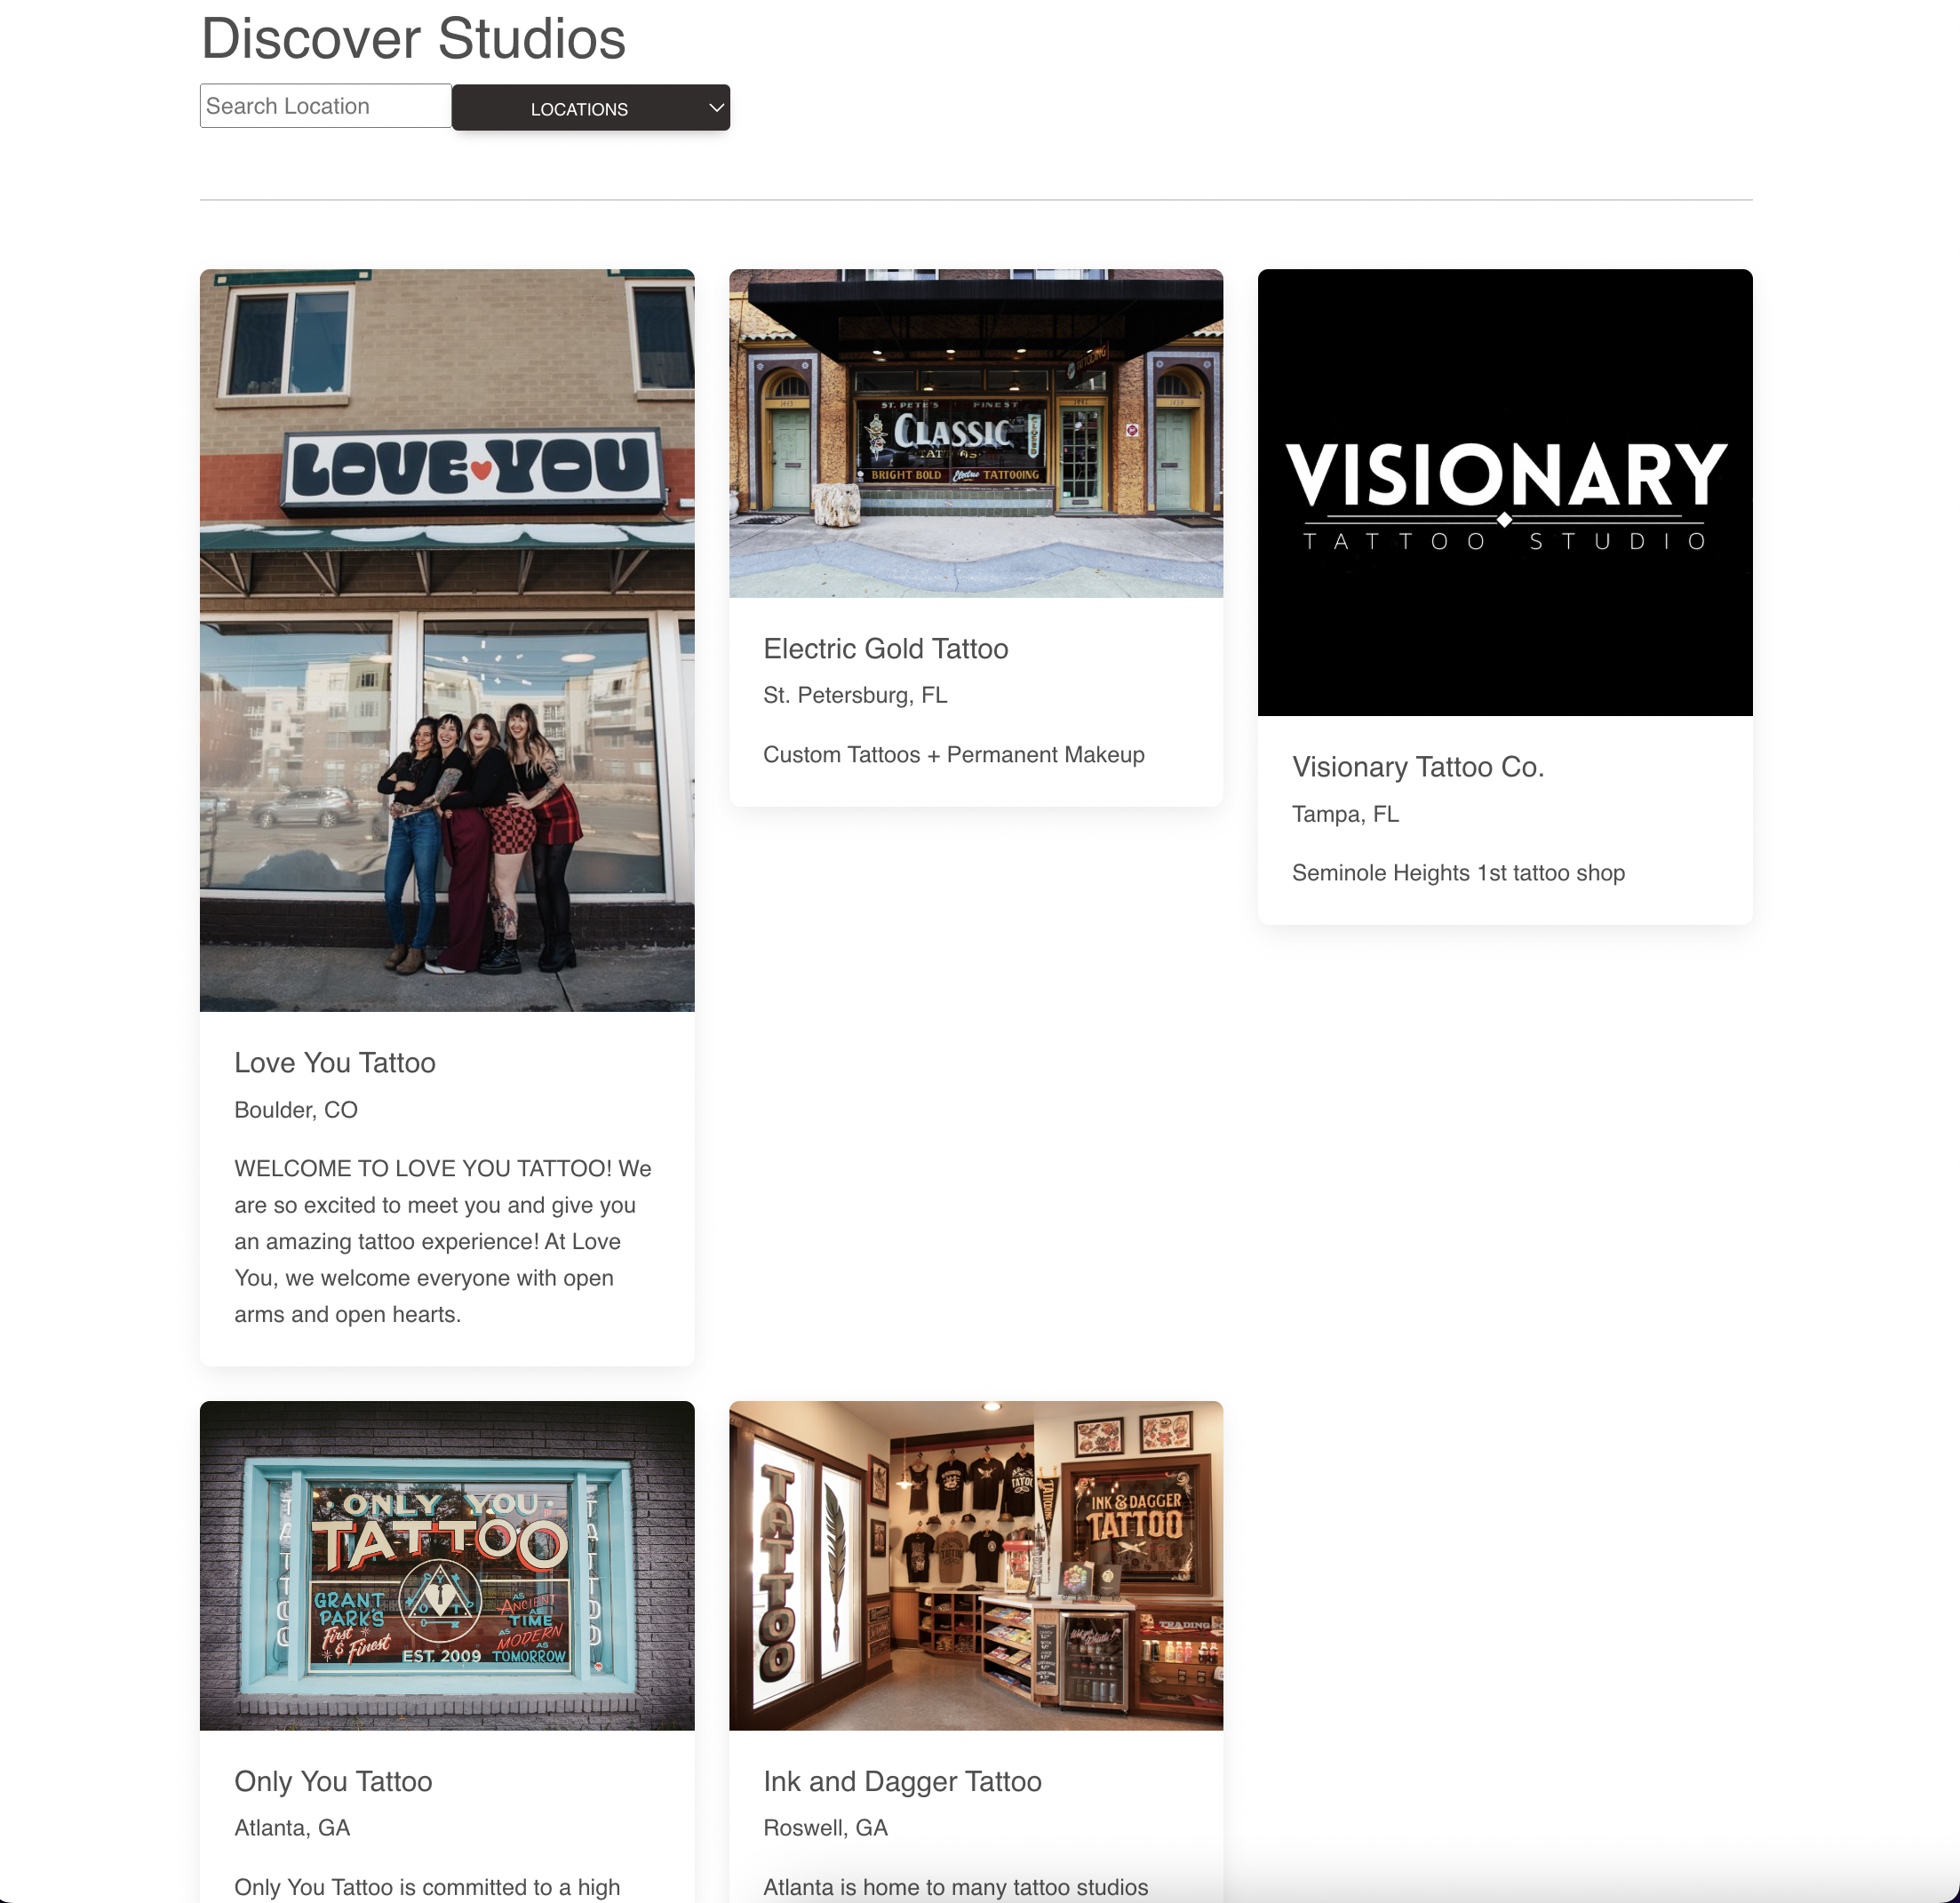 Discover Studios
Search Location
LOCATIONS
LOVE YOU
ST. PETE'S FINEST
CLASSIC
BRIGHT BOLD Electric TATTOOING
VISIONARY
TATTOO STUDIO
Electric Gold Tattoo
St. Petersburg, FL
Custom Tattoos + Permanent Makeup
Visionary Tattoo Co.
Tampa, FL
Seminole Heights 1st tattoo shop
Love You Tattoo
Boulder, CO
WELCOME TO LOVE YOU TATTOO! We
are so excited to meet you and give you
an amazing tattoo experience! At Love
You, we welcome everyone with open
arms and open hearts.
ONLY YOU
TATTOO
GRANT
PARK'S
First
& Finest
EST. 2009
AS
ANCIENT
AS
TIME
AS
MODERN
AS
TOMORROW
TATTOO
INK & DAGGER
TATTOO
Only You Tattoo
Atlanta, GA
Only You Tattoo is committed to a high
Ink and Dagger Tattoo
Roswell, GA
Atlanta is home to many tattoo studios